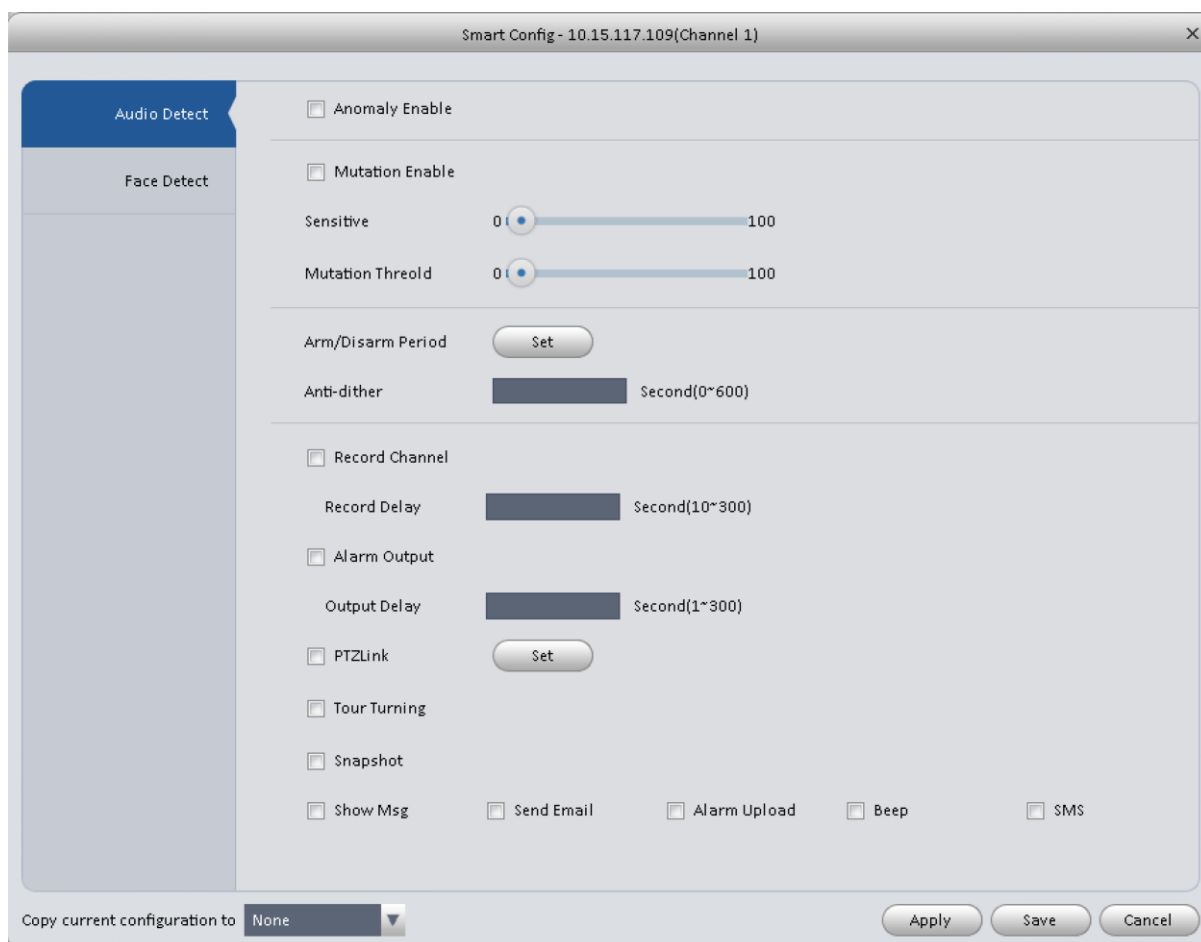 Smart Config - 10.15.117.109(Channel 1)
Audio Detect
Face Detect
Anomaly Enable
Mutation Enable
Sensitive 0 100
Mutation Threold 0 100
Arm/Disarm Period Set
Anti-dither Second(0~600)
Record Channel
Record Delay Second(10~300)
Alarm Output
Output Delay Second(1~300)
PTZLink Set
Tour Turning
Snapshot
Show Msg Send Email Alarm Upload Beep SMS
Copy current configuration to None Apply Save Cancel